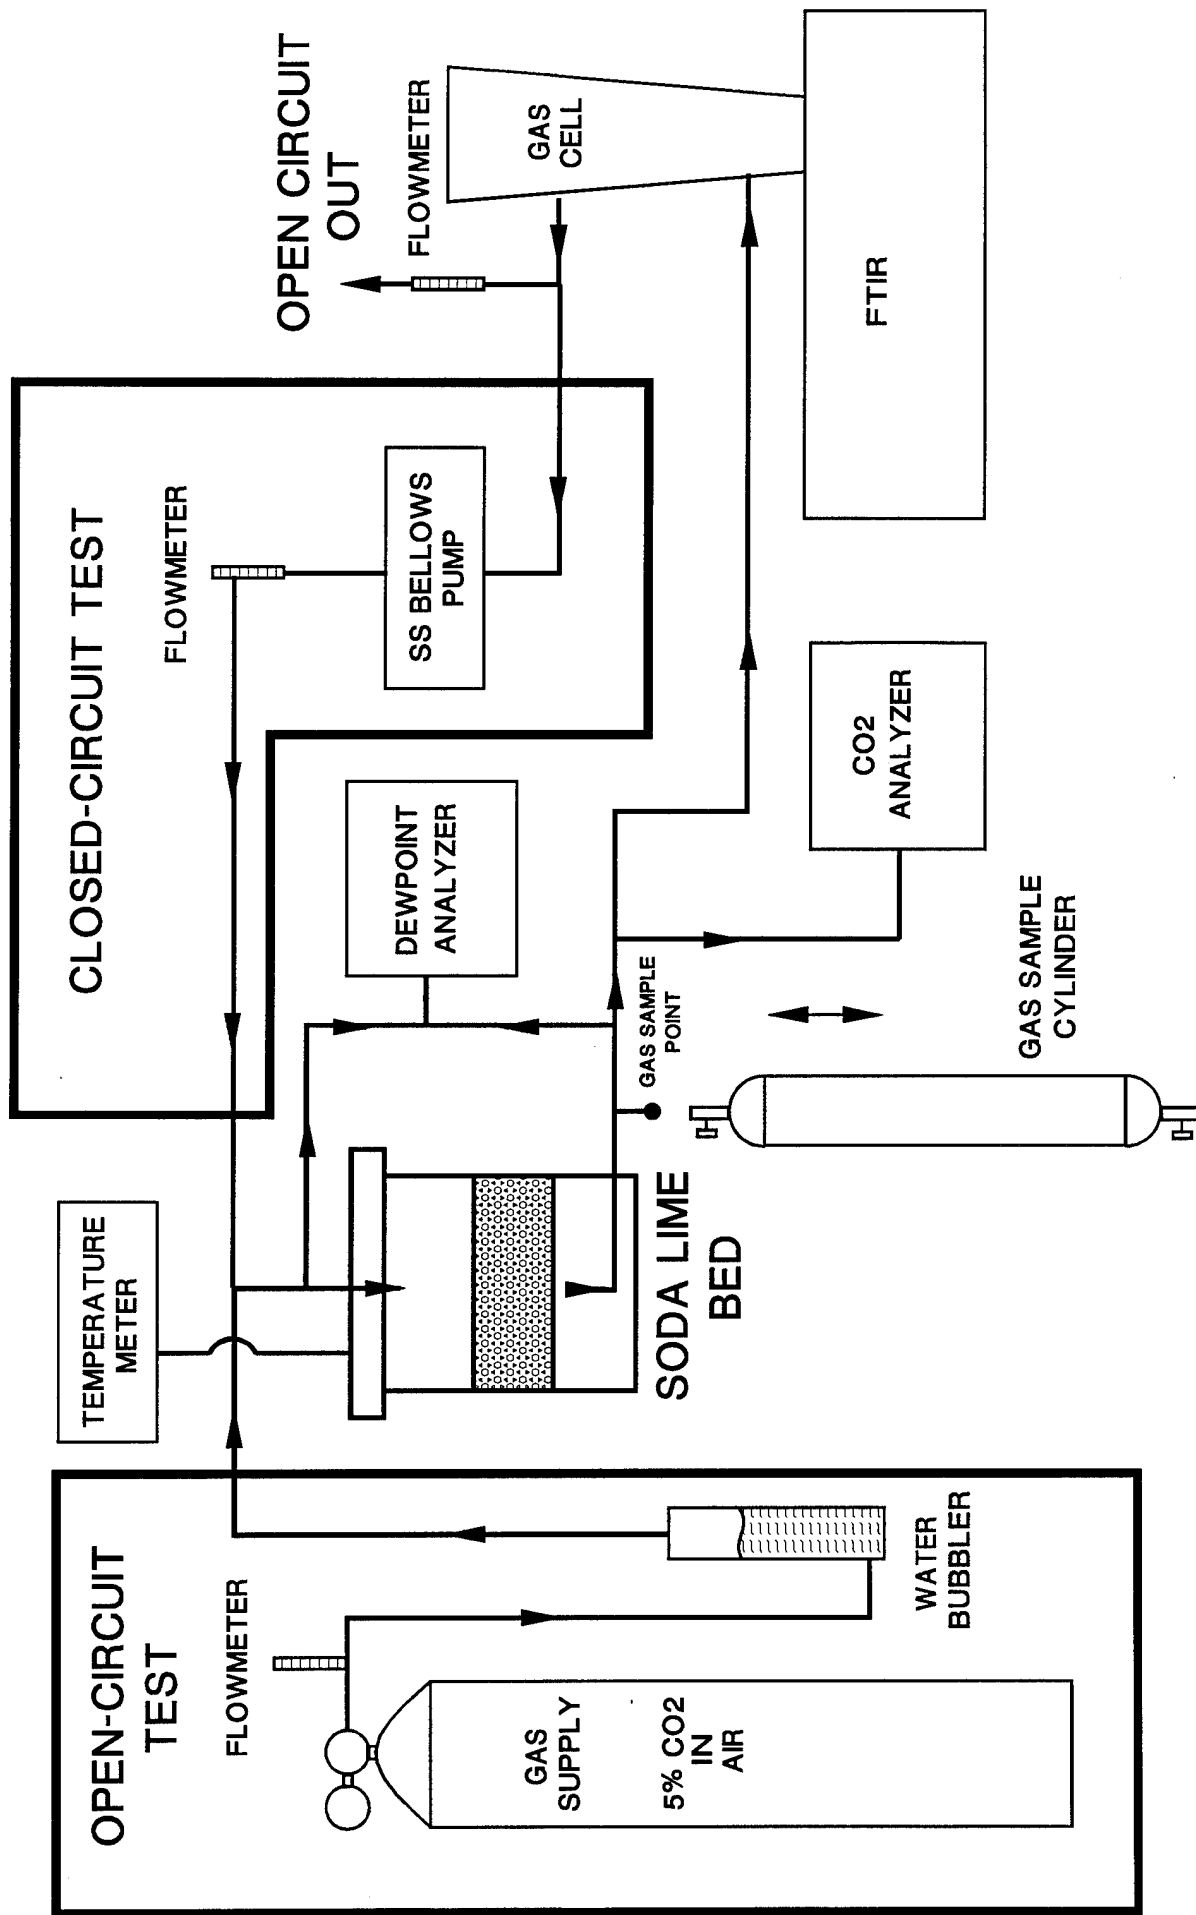 OPEN-CIRCUIT
TEST
FLOWMETER
GAS
SUPPLY
5% CO2
IN
AIR
WATER
BUBBLER
TEMPERATURE
METER
SODA LIME
BED
CLOSED-CIRCUIT TEST
FLOWMETER
SS BELLOWS
PUMP
DEWPOINT
ANALYZER
GAS SAMPLE
POINT
GAS SAMPLE
CYLINDER
CO2
ANALYZER
OPEN CIRCUIT
OUT
FLOWMETER
GAS
CELL
FTIR